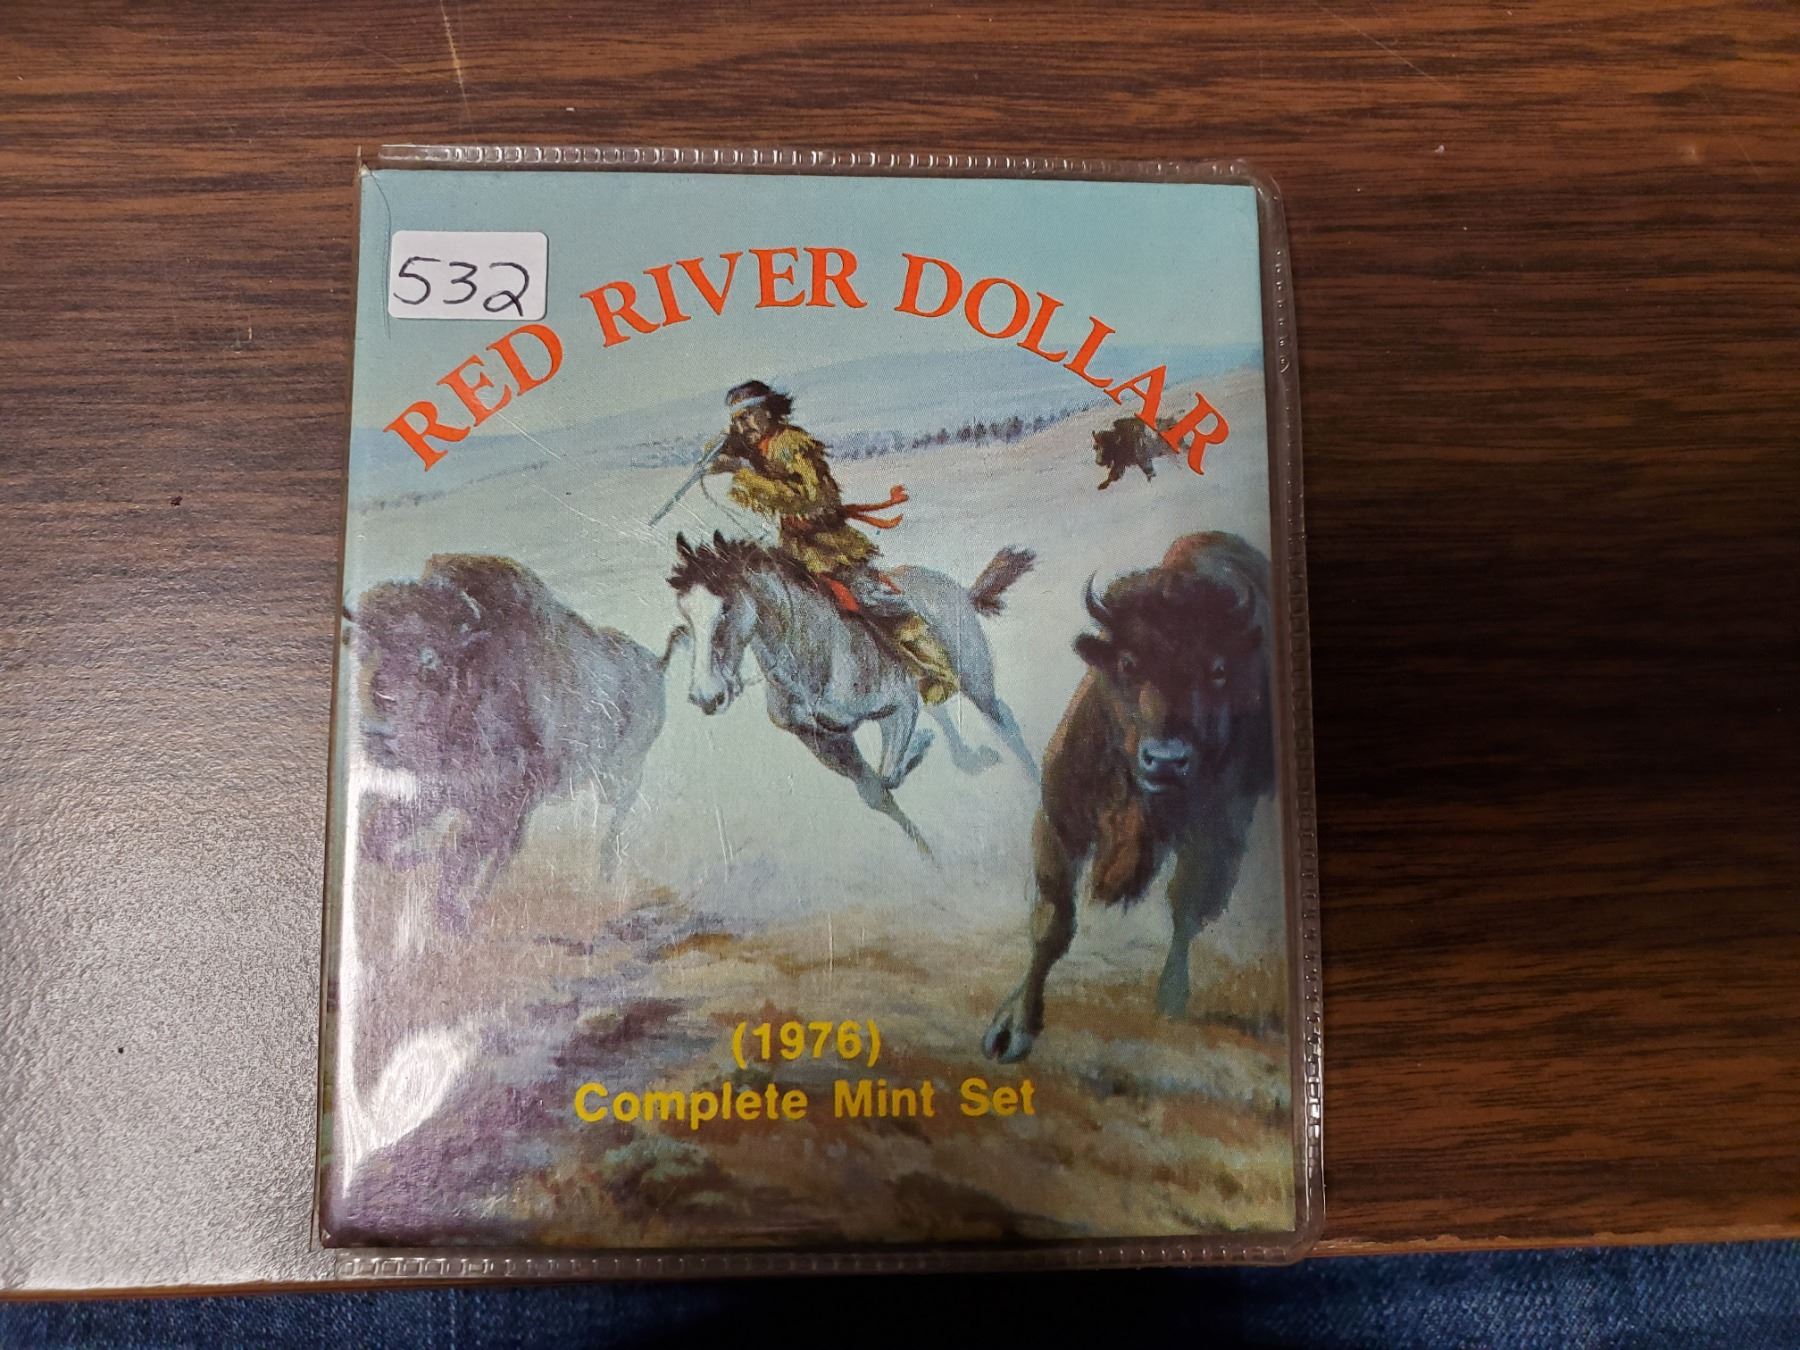 532
RED RIVER DOLLAR
(1976)
Complete Mint Set